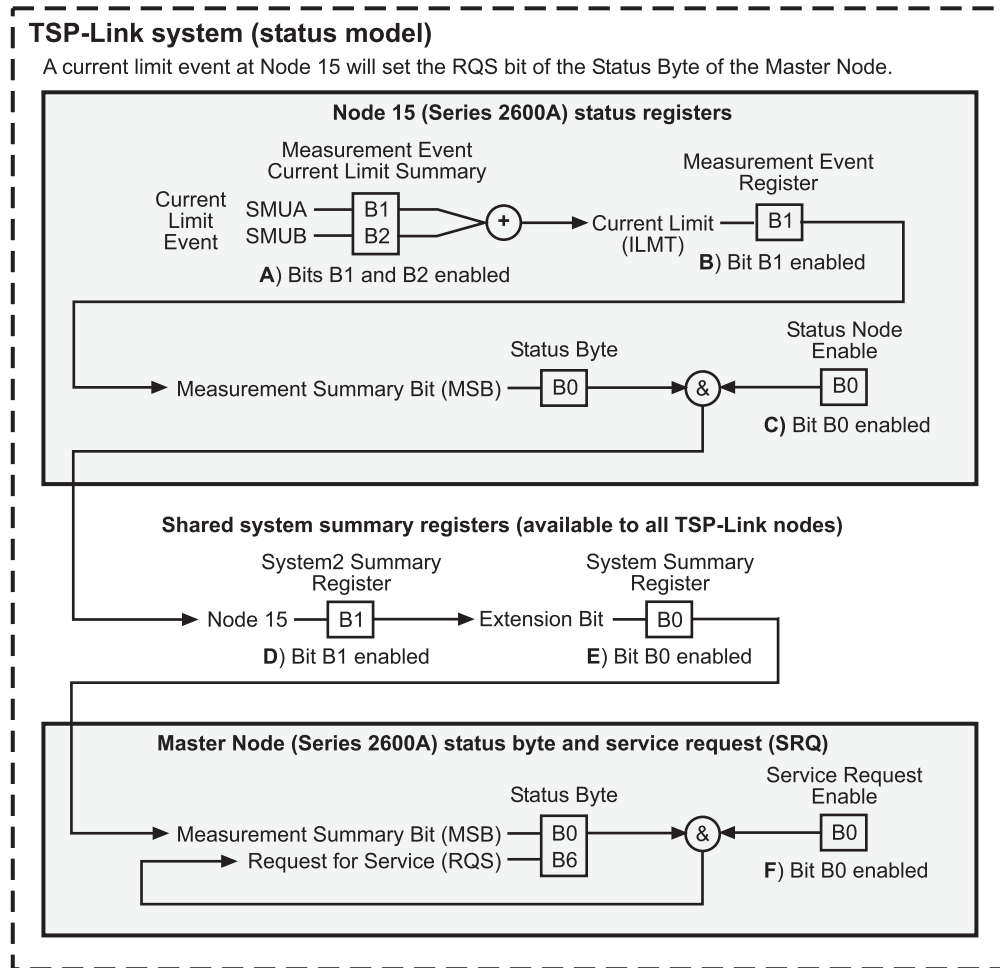 TSP-Link system (status model)
A current limit event at Node 15 will set the RQS bit of the Status Byte of the Master Node.
Node 15 (Series 2600A) status registers
Measurement Event
Current Limit Summary
Measurement Event
Register
Current
Limit
Event
SMUA
SMUB
B1
B2
+
Current Limit
(ILMT)
B1
A) Bits B1 and B2 enabled
B) Bit B1 enabled
Status Byte
Status Node
Enable
Measurement Summary Bit (MSB)
B0
&
B0
C) Bit B0 enabled
Shared system summary registers (available to all TSP-Link nodes)
System2 Summary
Register
System Summary
Register
Node 15
B1
Extension Bit
B0
D) Bit B1 enabled
E) Bit B0 enabled
Master Node (Series 2600A) status byte and service request (SRQ)
Status Byte
Service Request
Enable
Measurement Summary Bit (MSB)
B0
&
B0
Request for Service (RQS)
B6
F) Bit B0 enabled